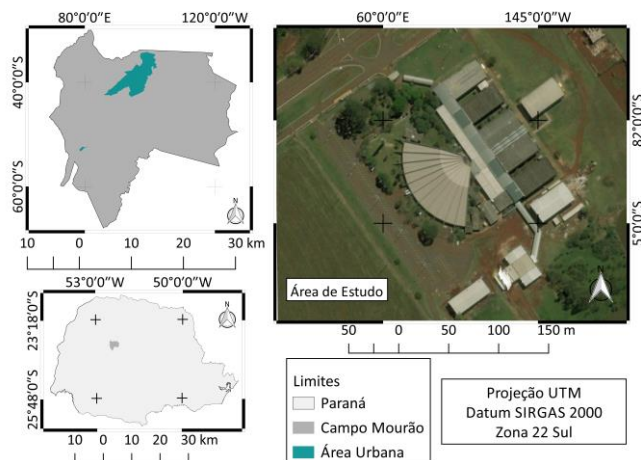 80°0'0"W
120°0'0"W
40°0'0"S
60°0'0"S
N
10 0 10 20 30 km
53°0'0"W
50°0'0"W
23°18'0"S
25°48'0"S
N
10 0 30 km
60°0'0"S
145°0'0"W
82°0'0"S
5°0'0"S
Área de Estudo
N
50 0 50 100 150 m
Limites
Paraná
Campo Mourão
Área Urbana
Projeção UTM
Datum SIRGAS 2000
Zona 22 Sul